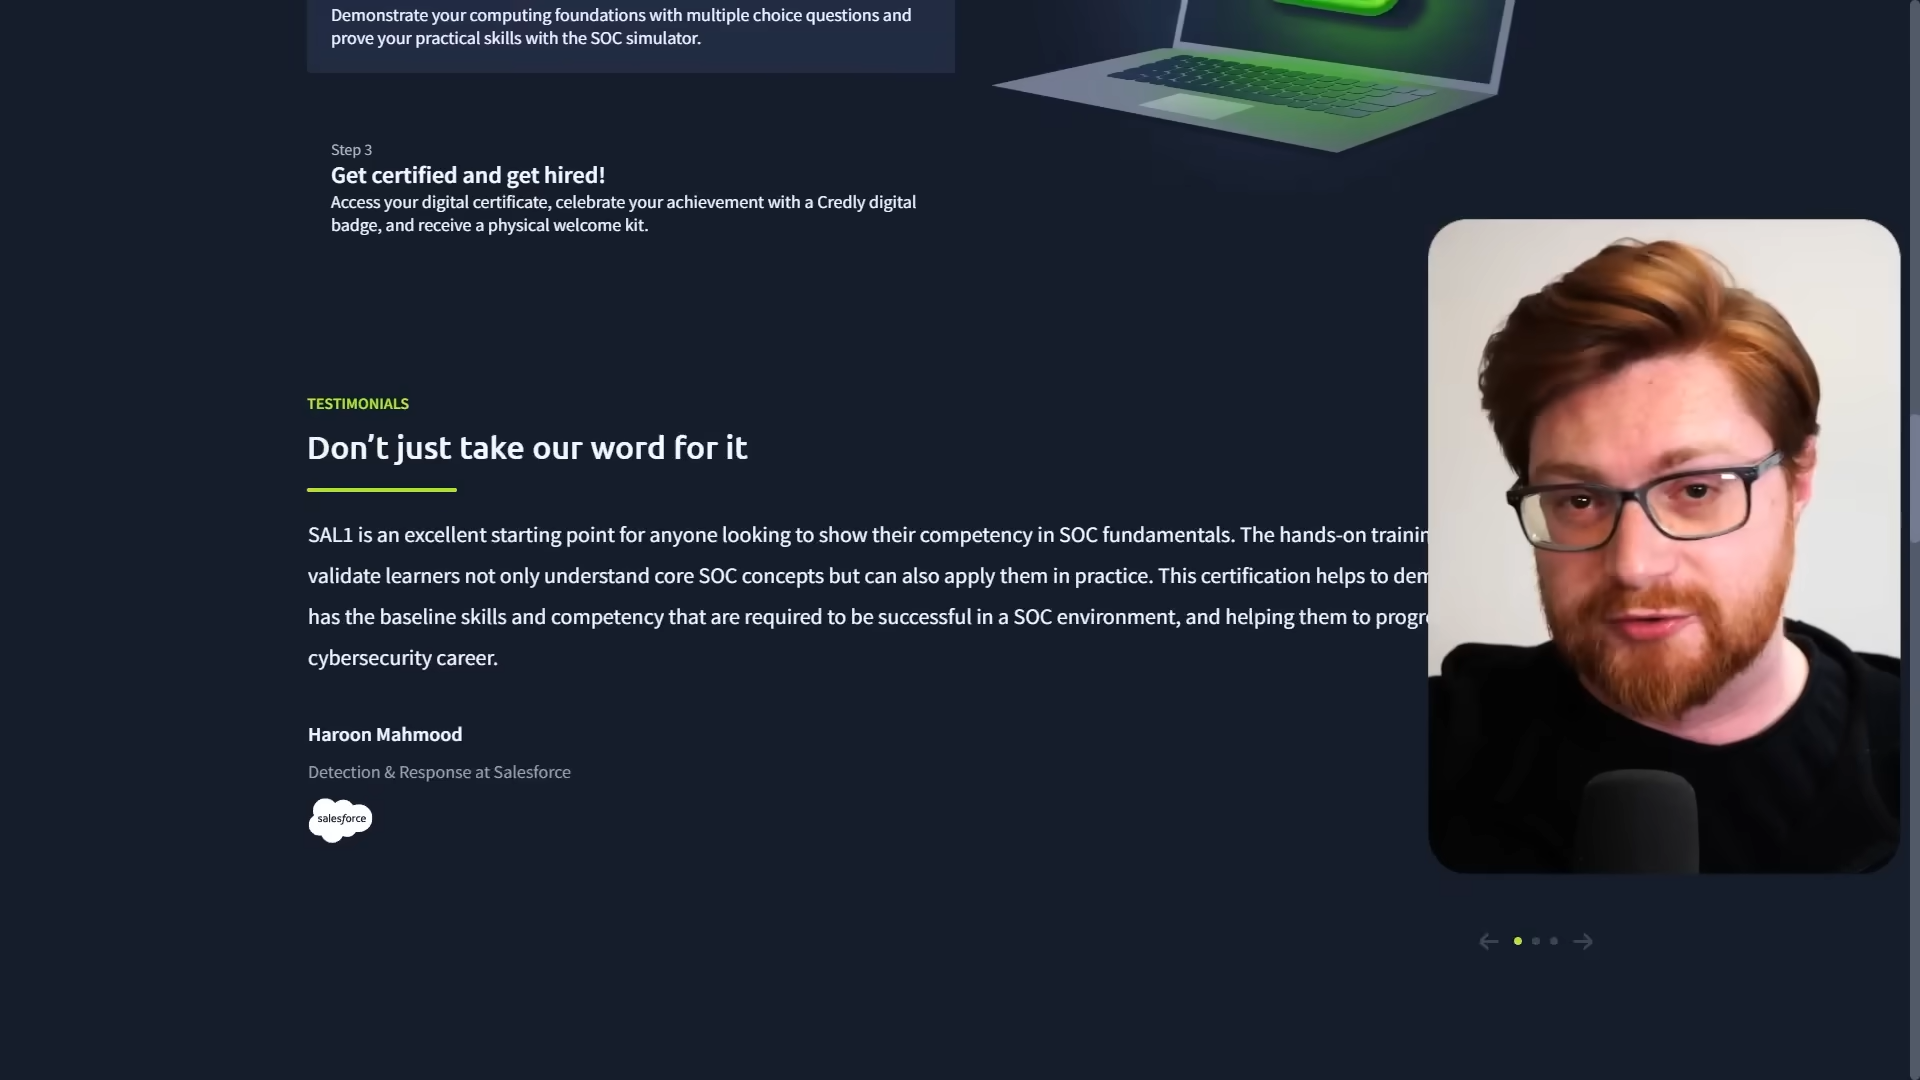 Demonstrate your computing foundations with multiple choice questions and
prove your practical skills with the SOC simulator.
Step 3
Get certified and get hired!
Access your digital certificate, celebrate your achievement with a Credly digital
badge, and receive a physical welcome kit.
TESTIMONIALS
Don’t just take our word for it
SAL1 is an excellent starting point for anyone looking to show their competency in SOC fundamentals. The hands-on
validate learners not only understand core SOC concepts but can also apply them in practice. This certification helps to
has the baseline skills and competency that are required to be successful in a SOC environment, and helping them to
cybersecurity career.
Haroon Mahmood
Detection & Response at Salesforce
salesforce